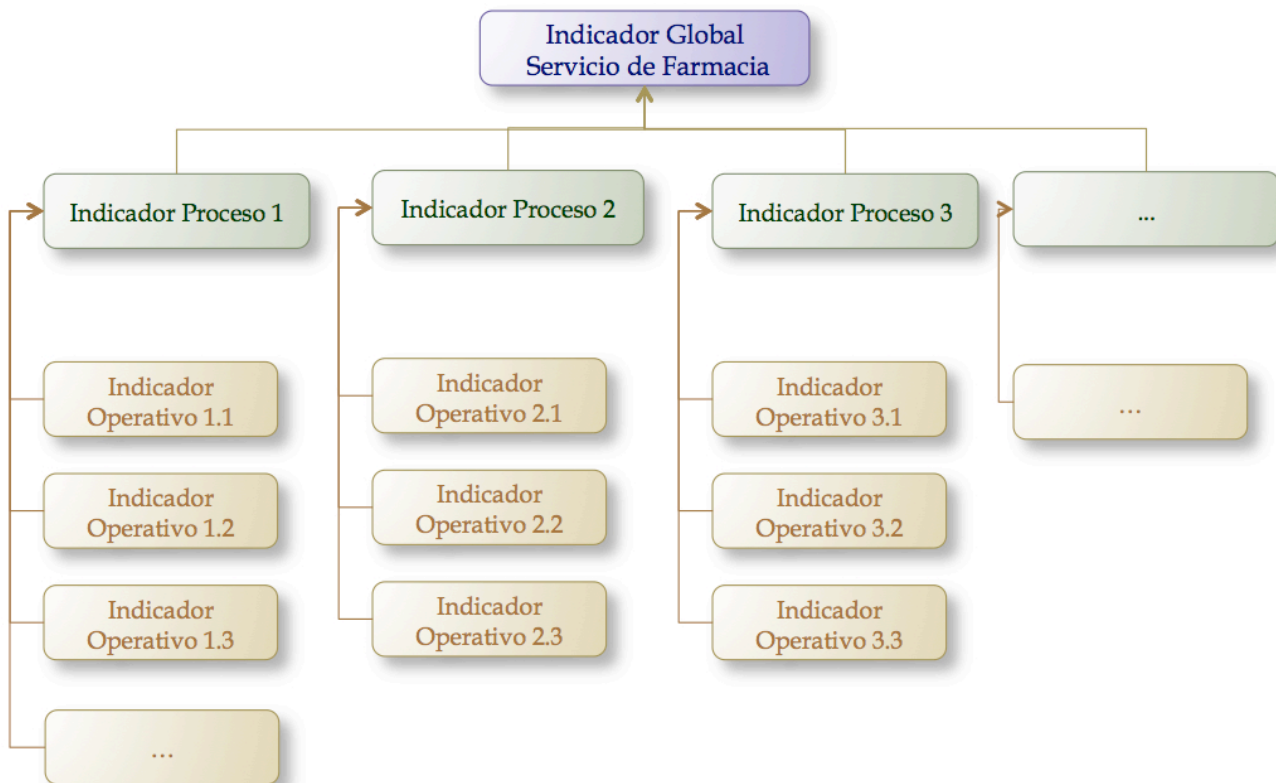 Indicador Global
Servicio de Farmacia
Indicador Proceso 1
Indicador Proceso 2
Indicador Proceso 3
...
Indicador
Operativo 1.1
Indicador
Operativo 2.1
Indicador
Operativo 3.1
...
Indicador
Operativo 1.2
Indicador
Operativo 2.2
Indicador
Operativo 3.2
Indicador
Operativo 1.3
Indicador
Operativo 2.3
Indicador
Operativo 3.3
...